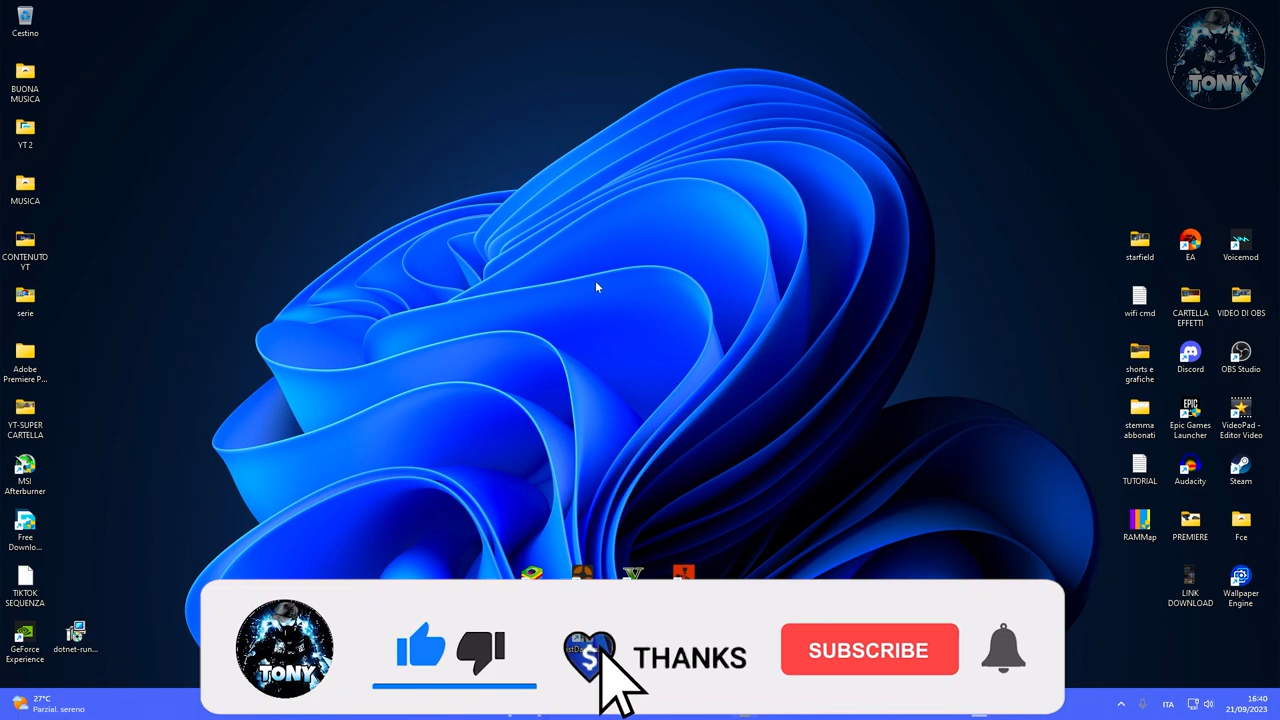 Cestino
BUONA
MUSICA
YT 2
MUSICA
CONTENUTO
YT
serie
Adobe
Premiere P...
YT-SUPER
CARTELLA
MSI
Afterburner
Free
Downlo...
TIKTOK
SEQUENZA
GeForce
Experience
dotnet-run...
TONY
starfield
EA
Voicemod
wifi cmd
CARTELLA
EFFETTI
VIDEO DI OBS
shorts e
grafiche
Discord
OBS Studio
stemma
abbonati
EPIC
Epic Games
Launcher
VideoPad -
Editor Video
TUTORIAL
Audacity
Steam
RAMMap
PREMIERE
Fce
LINK
DOWNLOAD
Wallpaper
Engine
TONY
THANKS
SUBSCRIBE
27°C
Parzial. sereno
ITA
16:40
21/09/2023